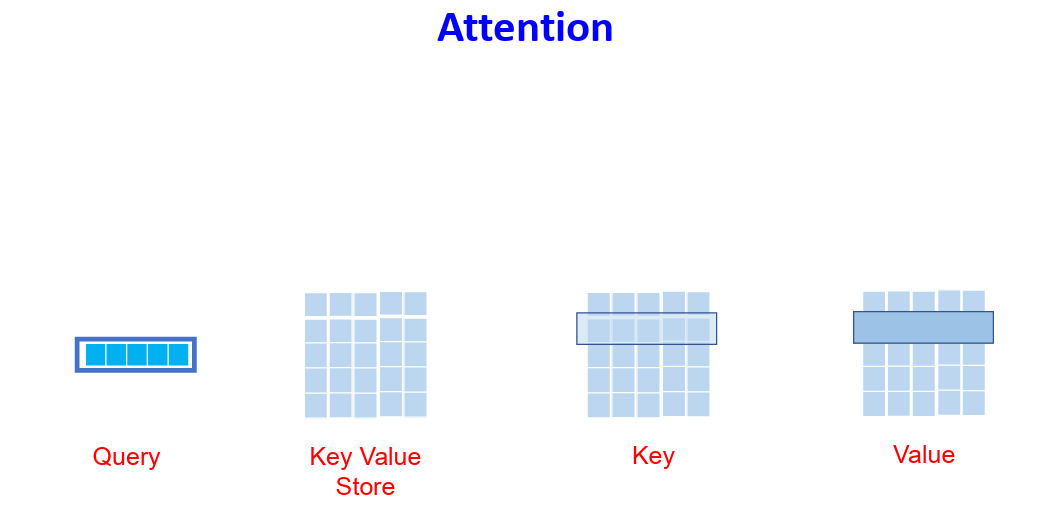 Attention
Query
Key Value
Store
Key
Value